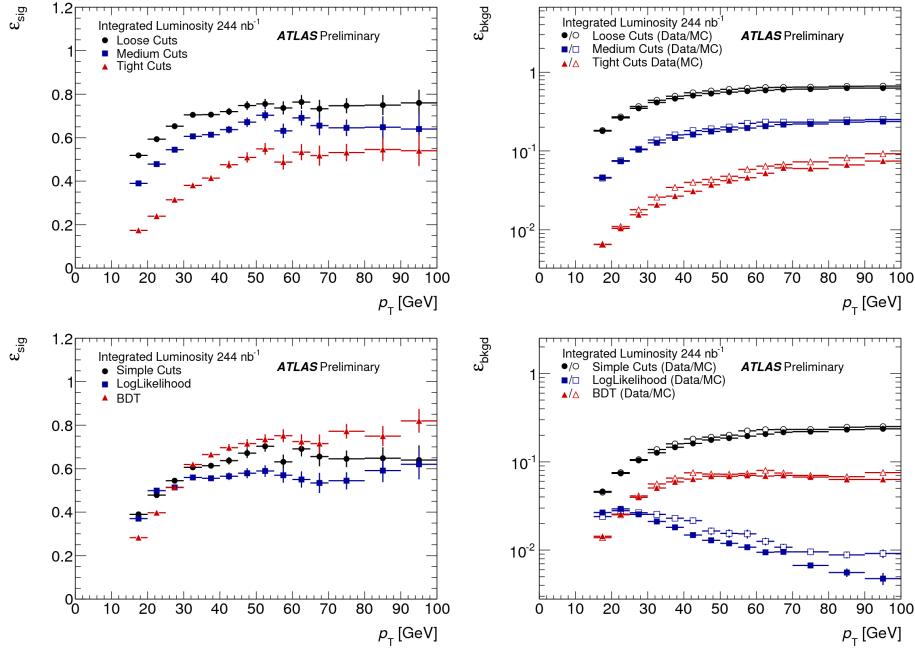 ε_sig
Integrated Luminosity 244 nb⁻¹
Loose Cuts
Medium Cuts
Tight Cuts
ATLAS Preliminary
1.2
1
0.8
0.6
0.4
0.2
0
0 10 20 30 40 50 60 70 80 90 100
p_T [GeV]
ε_bkgd
Integrated Luminosity 244 nb⁻¹
/ Loose Cuts (Data/MC)
/ Medium Cuts (Data/MC)
/ Tight Cuts Data(MC)
ATLAS Preliminary
1
10⁻¹
10⁻²
0 10 20 30 40 50 60 70 80 90 100
p_T [GeV]
ε_sig
Integrated Luminosity 244 nb⁻¹
Simple Cuts
LogLikelihood
BDT
ATLAS Preliminary
1.2
1
0.8
0.6
0.4
0.2
0
0 10 20 30 40 50 60 70 80 90 100
p_T [GeV]
ε_bkgd
Integrated Luminosity 244 nb⁻¹
/ Simple Cuts (Data/MC)
/ LogLikelihood (Data/MC)
/ BDT (Data/MC)
ATLAS Preliminary
1
10⁻¹
10⁻²
0 10 20 30 40 50 60 70 80 90 100
p_T [GeV]